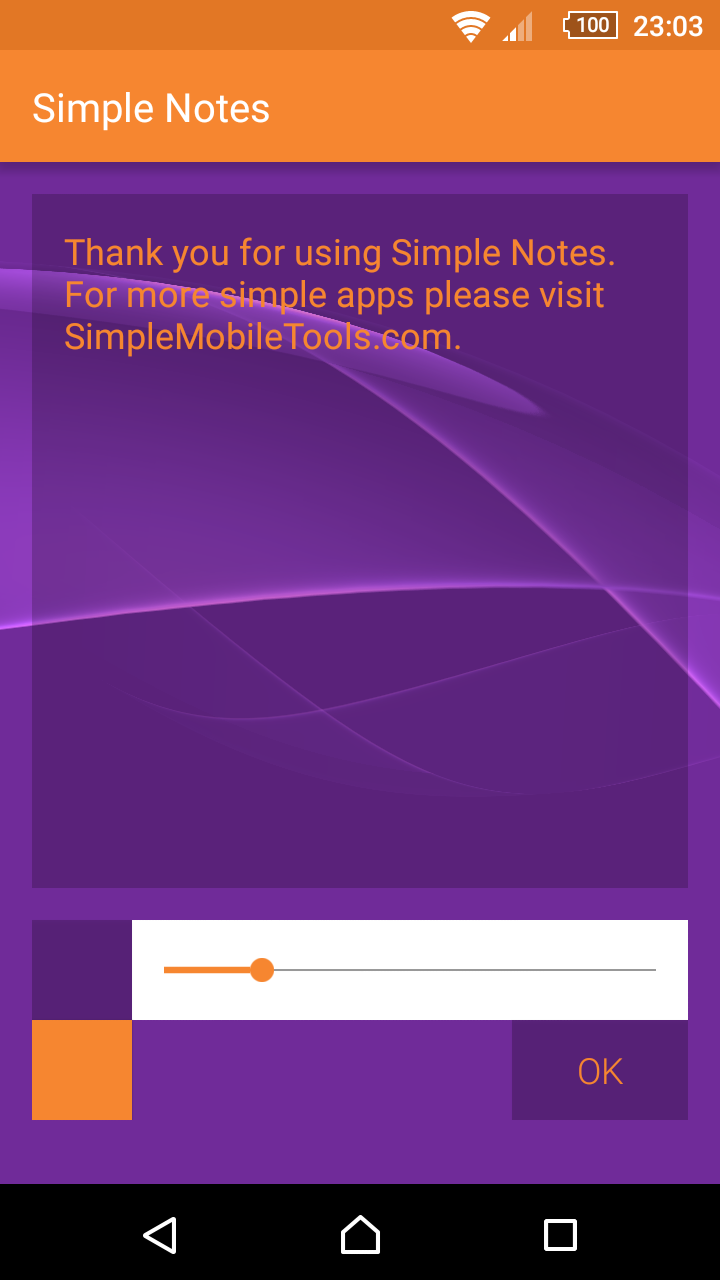 100 23:03
Simple Notes
Thank you for using Simple Notes.
For more simple apps please visit
SimpleMobileTools.com.
OK